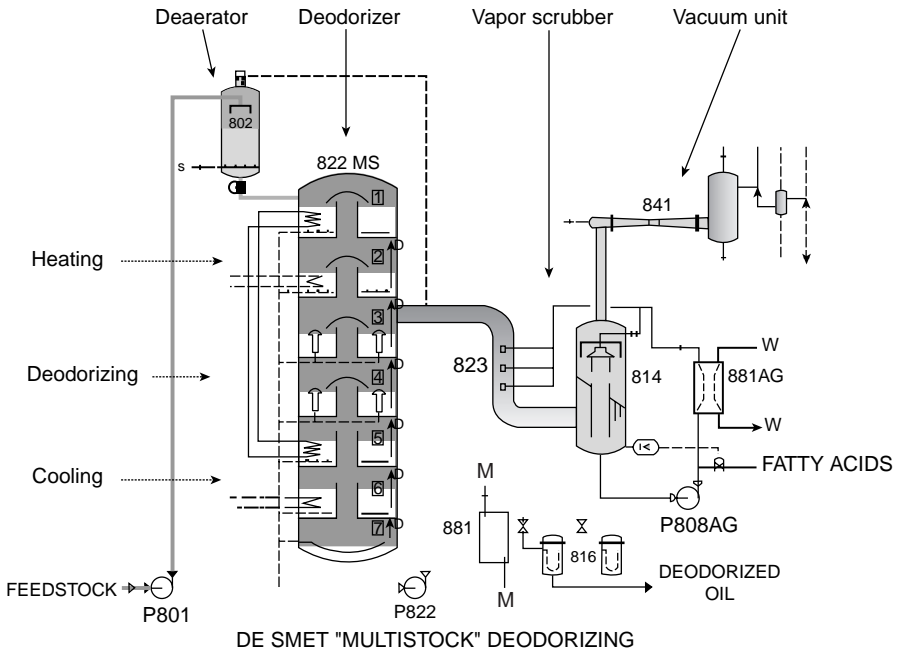 Deaerator
Deodorizer
Vapor scrubber
Vacuum unit
802
s
822 MS
841
1
D
Heating
2
D
3
823
814
W
881AG
W
Deodorizing
D
4
D
5
FATTY ACIDS
Cooling
D
6
M
P808AG
D
7
881
816
M
DEODORIZED
OIL
FEEDSTOCK
P801
P822
DE SMET "MULTISTOCK" DEODORIZING